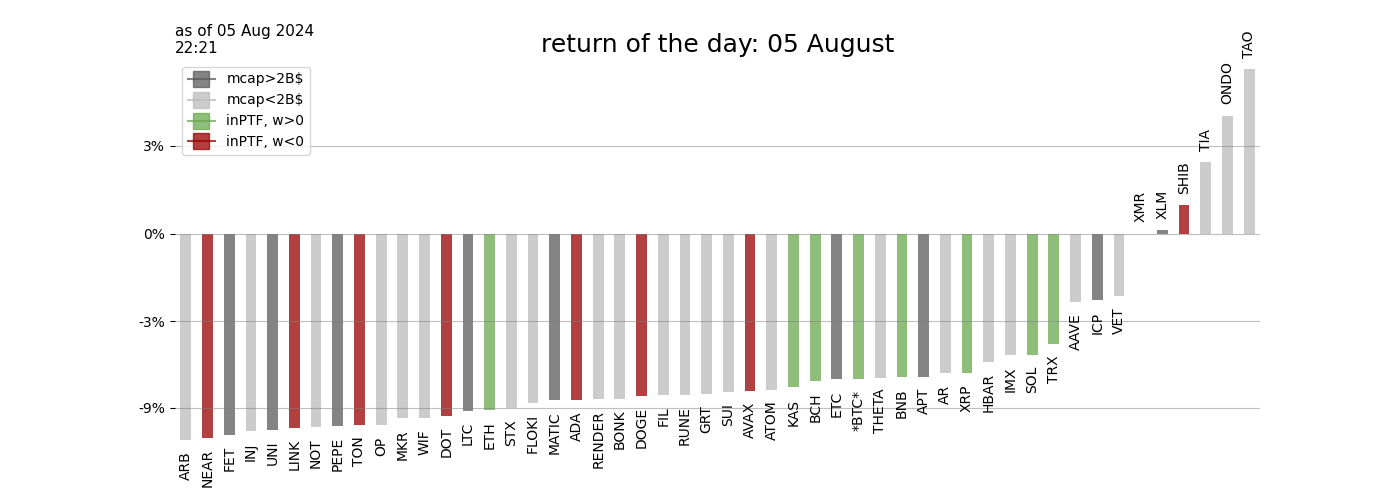 as of 05 Aug 2024
22:21
return of the day: 05 August
mcap>2B$
mcap<2B$
inPTF, w>0
inPTF, w<0
3%
0%
-3%
-9%
ARB
NEAR
FET
INJ
UNI
LINK
NOT
PEPE
TON
OP
MKR
WIF
DOT
LTC
ETH
STX
FLOKI
MATIC
ADA
RENDER
BONK
DOGE
FIL
RUNE
GRT
SUI
AVAX
ATOM
KAS
BCH
ETC
*BTC*
THETA
BNB
APT
AR
XRP
HBAR
IMX
SOL
TRX
AAVE
ICP
VET
XMR
XLM
SHIB
TIA
ONDO
TAO